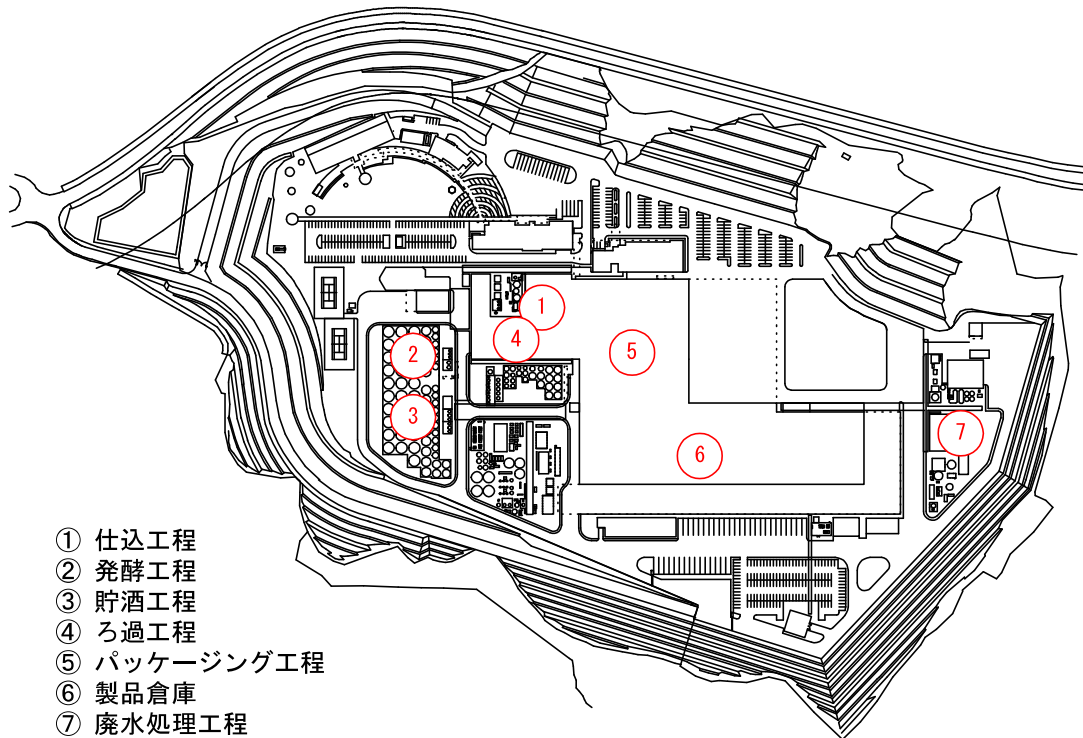 ①
④
⑤
②
③
⑥
⑦
① 仕込工程
② 発酵工程
③ 貯酒工程
④ ろ過工程
⑤ パッケージング工程
⑥ 製品倉庫
⑦ 廃水処理工程